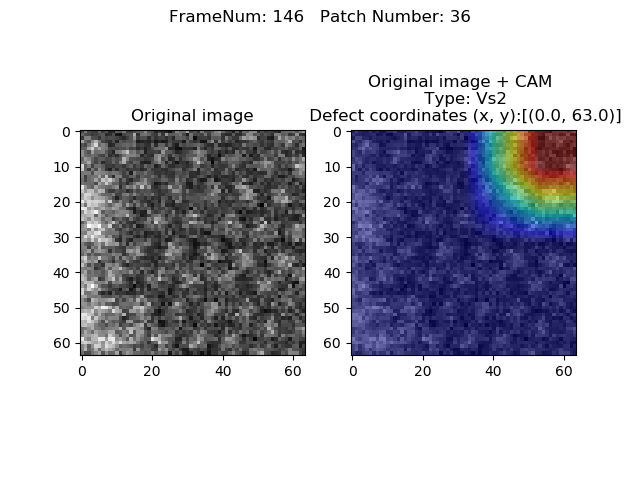 FrameNum: 146   Patch Number: 36
Original image
0
10
20
30
40
50
60
0 20 40 60
Original image + CAM
Type: Vs2
Defect coordinates (x, y):[(0.0, 63.0)]
0
10
20
30
40
50
60
0 20 40 60